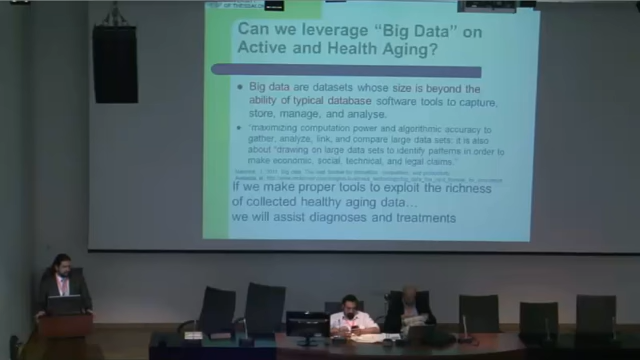 OF THESSALON
Can we leverage "Big Data" on
Active and Health Aging?
Big data are datasets whose size is beyond the
ability of typical database software tools to capture,
store, manage, and analyse.
"maximizing computation power and algorithmic accuracy to
gather, analyze, link, and compare large data sets; it is also
about "drawing on large data sets to identify patterns in order to
make economic, social, technical, and legal claims."
If we make proper tools to exploit the richness
of collected healthy aging data...
we will assist diagnoses and treatments